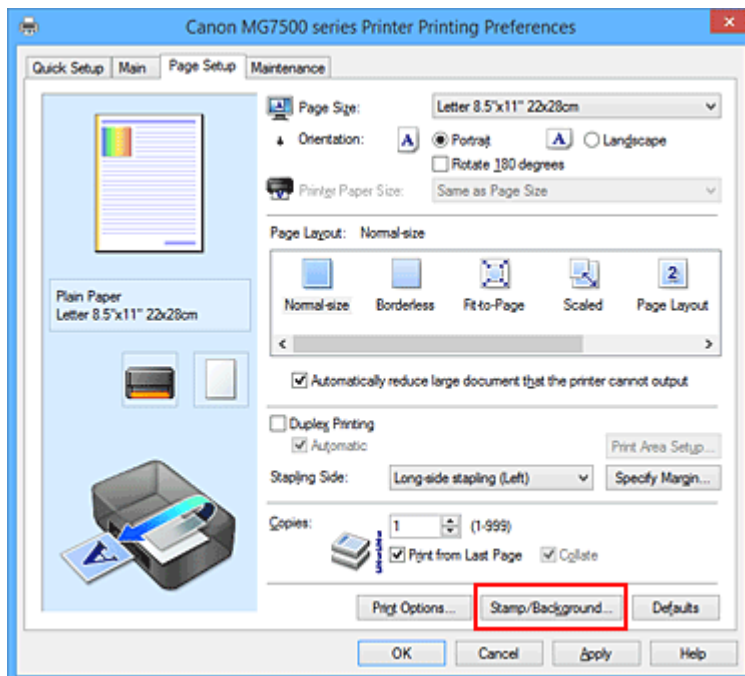 Canon MG7500 series Printer Printing Preferences
Quick Setup Main Page Setup Maintenance
Page Size: Letter 8.5"x11" 22x28cm
Orientation: A Portrait A Landscape
Rotate 180 degrees
Printer Paper Size: Same as Page Size
Page Layout: Normal-size
2
Normal-size Borderless Fit-to-Page Scaled Page Layout
Plain Paper
Letter 8.5"x11" 22x28cm
Automatically reduce large document that the printer cannot output
Duplex Printing
Automatic Print Area Setup...
Stapling Side: Long-side stapling (Left) Specify Margin...
Copies: 1 (1-999)
Print from Last Page Collate
A
Print Options... Stamp/Background... Defaults
OK Cancel Apply Help